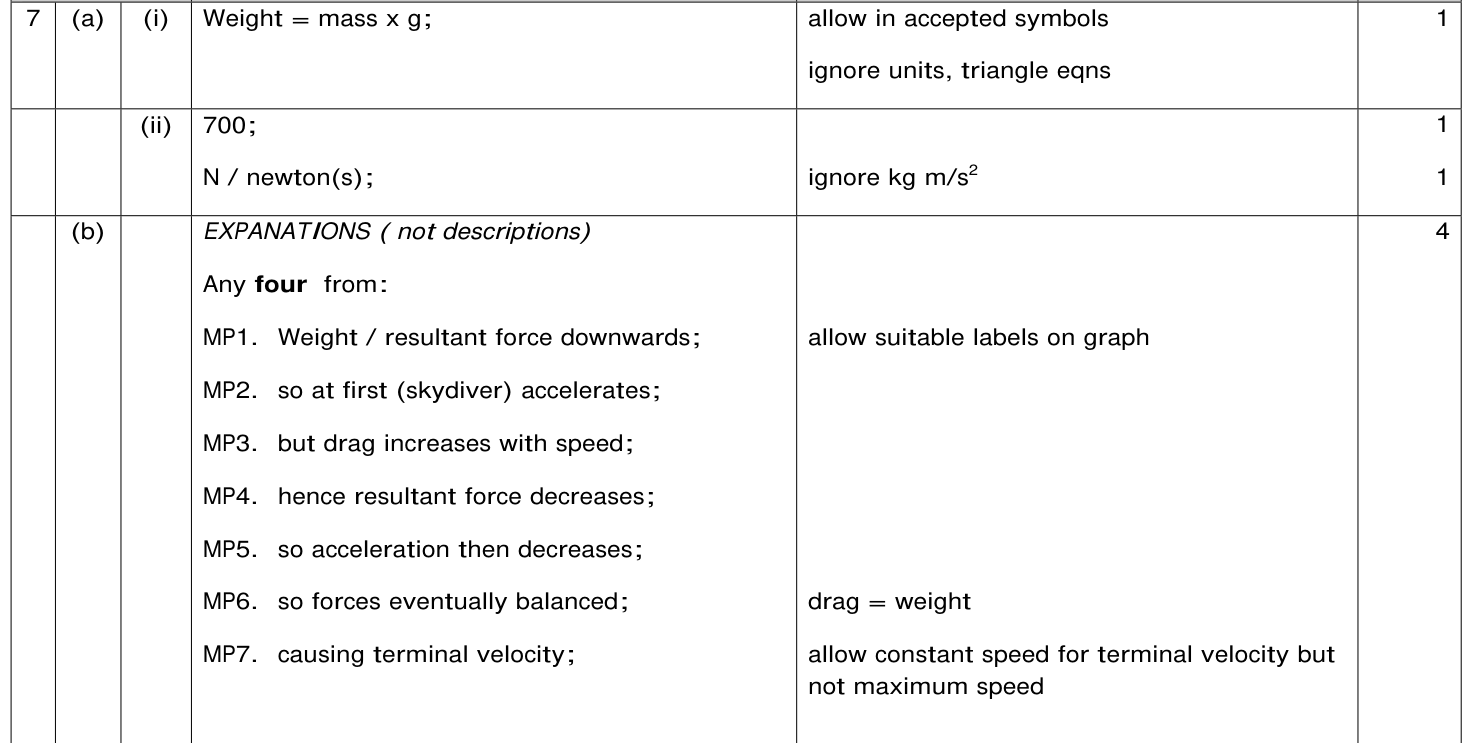 7 (a) (i) Weight = mass x g; allow in accepted symbols 1
ignore units, triangle eqns
(ii) 700; 1
N / newton(s); ignore kg m/s² 1
(b) EXPANATIONS ( not descriptions) 4
Any four from:
MP1. Weight / resultant force downwards; allow suitable labels on graph
MP2. so at first (skydiver) accelerates;
MP3. but drag increases with speed;
MP4. hence resultant force decreases;
MP5. so acceleration then decreases;
MP6. so forces eventually balanced; drag = weight
MP7. causing terminal velocity; allow constant speed for terminal velocity but
not maximum speed